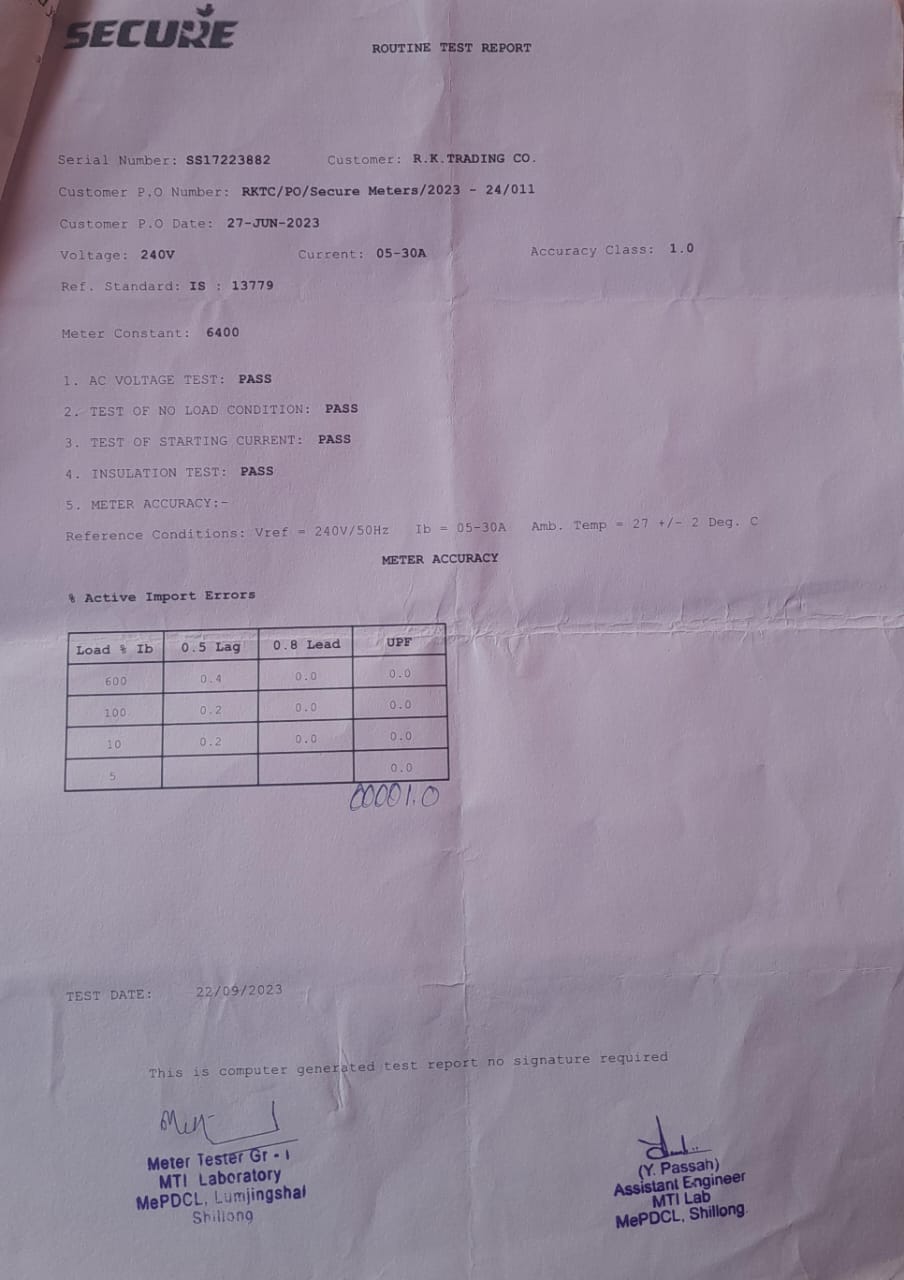 SECURE
ROUTINE TEST REPORT
Serial Number: SS17223882 Customer: R.K.TRADING CO.
Customer P.O Number: RKTC/PO/Secure Meters/2023 - 24/011
Customer P.O Date: 27-JUN-2023
Voltage: 240V Current: 05-30A Accuracy Class: 1.0
Ref. Standard: IS : 13779
Meter Constant: 6400
1. AC VOLTAGE TEST: PASS
2. TEST OF NO LOAD CONDITION: PASS
3. TEST OF STARTING CURRENT: PASS
4. INSULATION TEST: PASS
5. METER ACCURACY:-
Reference Conditions: Vref = 240V/50Hz Ib = 05-30A Amb. Temp = 27 +/- 2 Deg. C
METER ACCURACY
% Active Import Errors
Load % Ib 0.5 Lag 0.8 Lead UPF
600 0.4 0.0 0.0
100 0.2 0.0 0.0
10 0.2 0.0 0.0
5 0.0
00001.0
TEST DATE: 22/09/2023
This is computer generated test report no signature required
Meter Tester Gr - I
MTI Laboratory
MePDCL, Lumjingshai
Shillong
(Y. Passah)
Assistant Engineer
MTI Lab
MePDCL, Shillong.